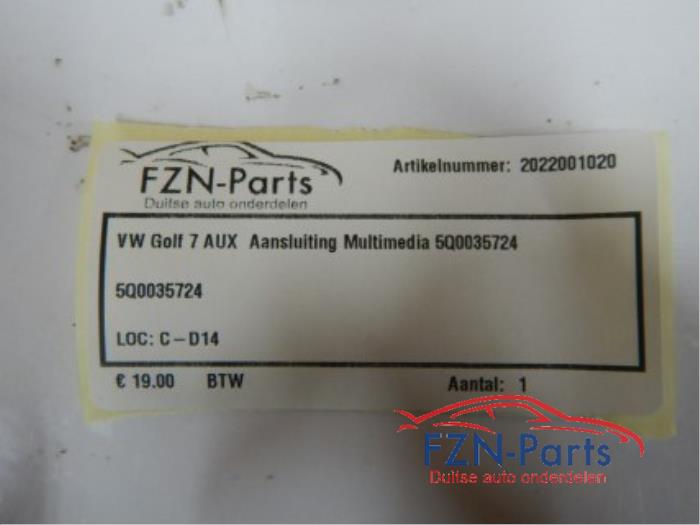 FZN-Parts
Duitse auto onderdelen
Artikelnummer: 2022001020
VW Golf 7 AUX Aansluiting Multimedia 5Q0035724
5Q0035724
LOC: C - D14
€ 19.00 BTW
Aantal: 1
FZN-Parts
Duitse auto onderdelen